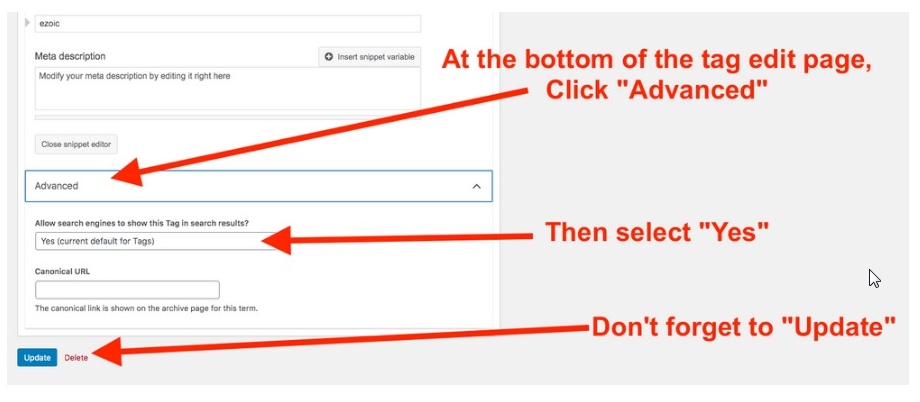 ezoic
Meta description
Insert snippet variable
Modify your meta description by editing it right here
At the bottom of the tag edit page,
Click "Advanced"
Close snippet editor
Advanced
Allow search engines to show this Tag in search results?
Yes (current default for Tags)
Then select "Yes"
Canonical URL
The canonical link is shown on the archive page for this term.
Don't forget to "Update"
Update Delete